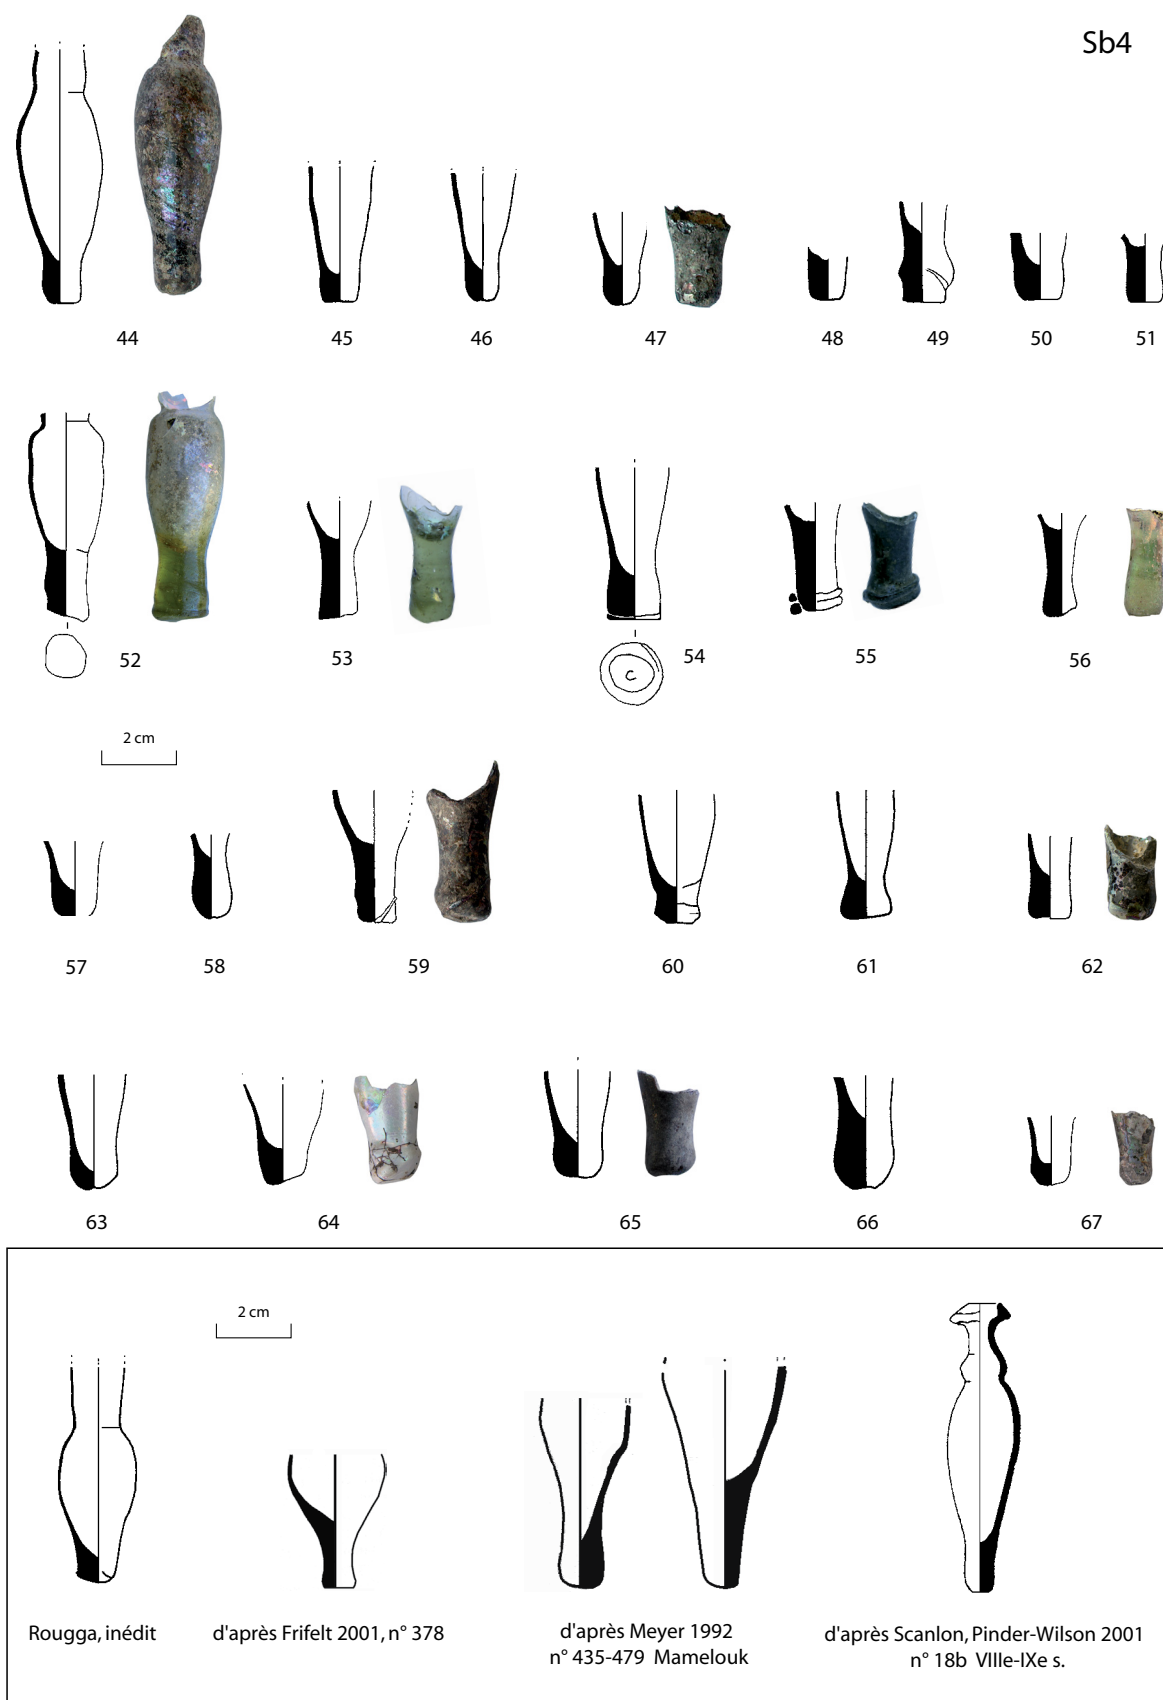 Sb4
44 45 46 47 48 49 50 51
52 53 54 55 56
2 cm
57 58 59 60 61 62
63 64 65 66 67
2 cm
Rougga, inédit
d'après Frifelt 2001, n° 378
d'après Meyer 1992
n° 435-479 Mamelouk
d'après Scanlon, Pinder-Wilson 2001
n° 18b VIIIe-IXe s.